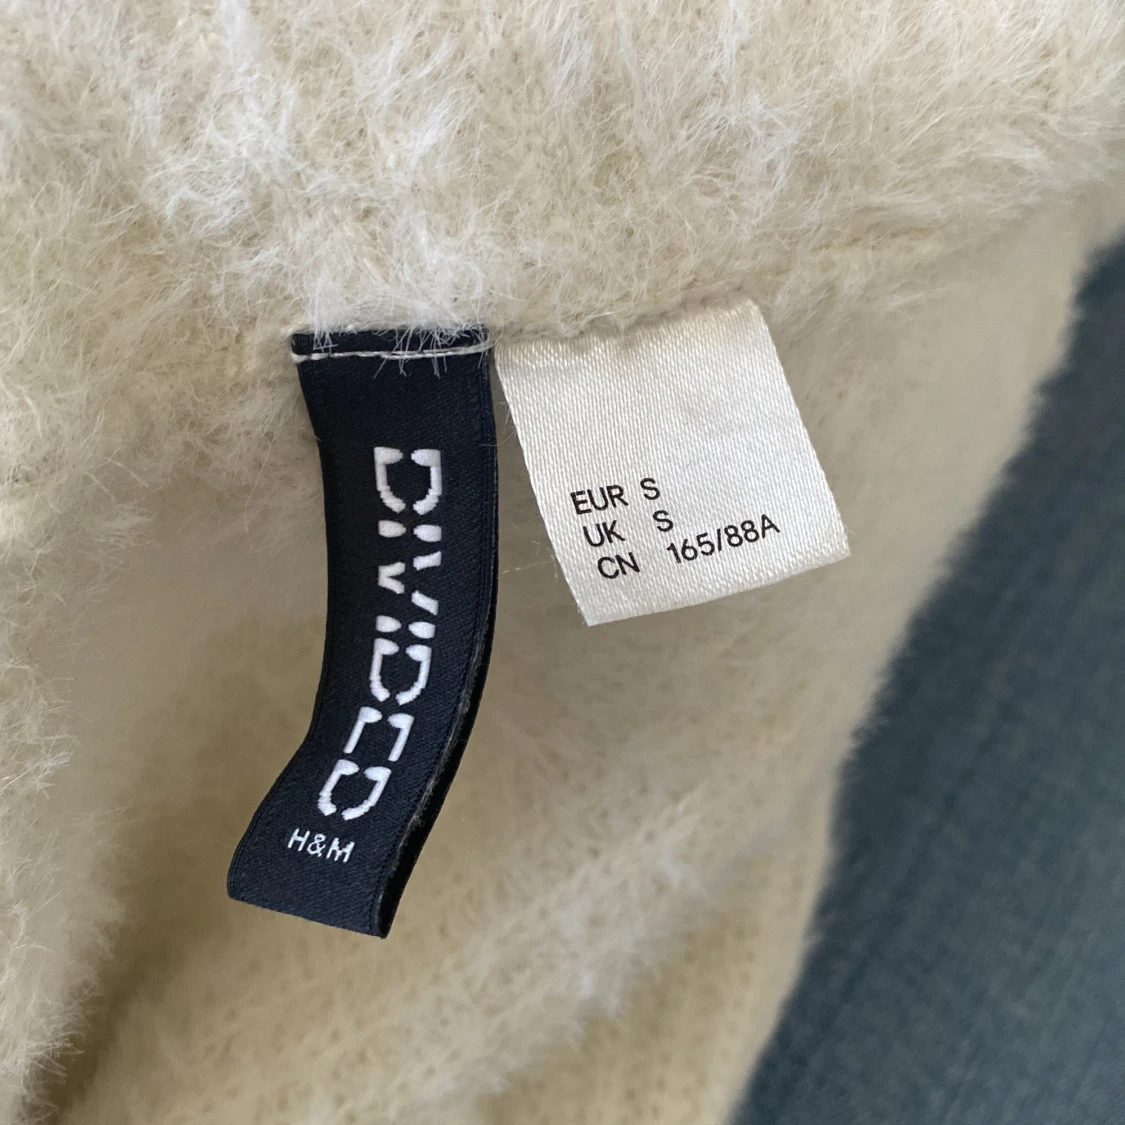 DIVIDED
H&M
EUR S
UK S
CN 165/88A